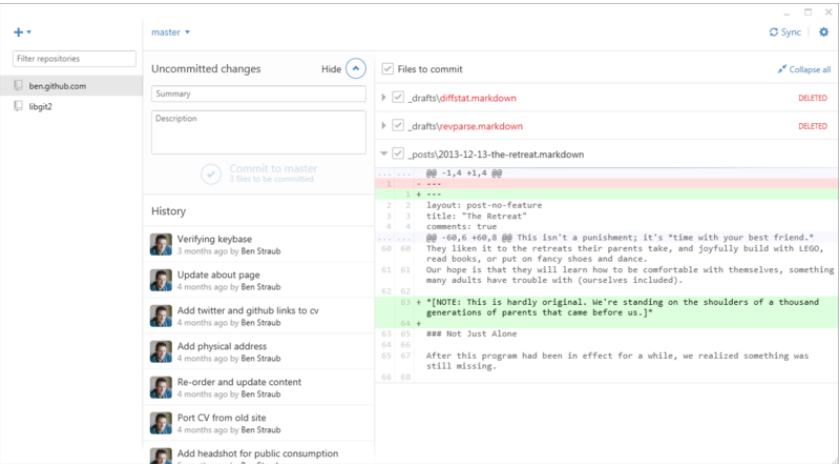 master
Sync
Filter repositories
ben.github.com
libgit2
Uncommitted changes
Hide
Summary
Description
Commit to master
3 files to be committed
History
Verifying keybase
3 months ago by Ben Straub
Update about page
4 months ago by Ben Straub
Add twitter and github links to cv
4 months ago by Ben Straub
Add physical address
4 months ago by Ben Straub
Re-order and update content
4 months ago by Ben Straub
Port CV from old site
4 months ago by Ben Straub
Add headshot for public consumption
Files to commit
Collapse all
_drafts\diffstat.markdown
DELETED
_drafts\revparse.markdown
DELETED
_posts\2013-12-13-the-retreat.markdown
... ... @@ -1,4 +1,4 @@
1 - ---
1 + ---
2 2 layout: post-no-feature
3 3 title: "The Retreat"
4 4 comments: true
... ... @@ -60,6 +60,8 @@ This isn't a punishment; it's *time with your best friend.*
60 60 They liken it to the retreats their parents take, and joyfully build with LEGO,
read books, or put on fancy shoes and dance.
61 61 Our hope is that they will learn how to be comfortable with themselves, something
many adults have trouble with (ourselves included).
62 62
63 + *[NOTE: This is hardly original. We're standing on the shoulders of a thousand
generations of parents that came before us.]*
64 +
63 65 ### Not Just Alone
64 66
65 67 After this program had been in effect for a while, we realized something was
still missing.
66 68